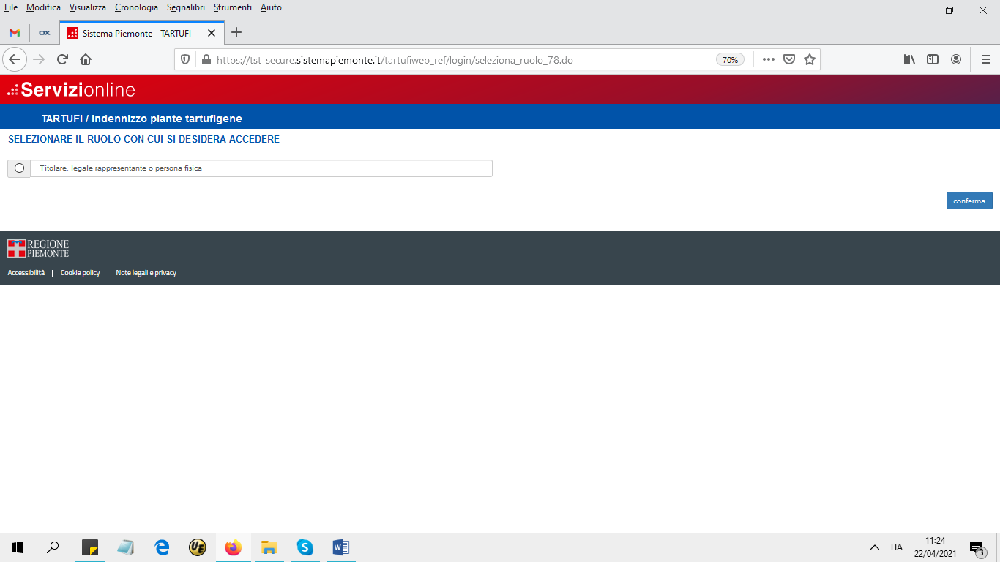 File Modifica Visualizza Cronologia Segnalibri Strumenti Aiuto
OX Sistema Piemonte - TARTUFI
https://tst-secure.sistemapiemonte.it/tartufiweb_ref/login/seleziona_ruolo_78.do 70%
Servizionline
TARTUFI / Indennizzo piante tartufigene
SELEZIONARE IL RUOLO CON CUI SI DESIDERA ACCEDERE
Titolare, legale rappresentante o persona fisica
conferma
REGIONE
PIEMONTE
Accessibilità | Cookie policy Note legali e privacy
ITA
11:24
22/04/2021
3